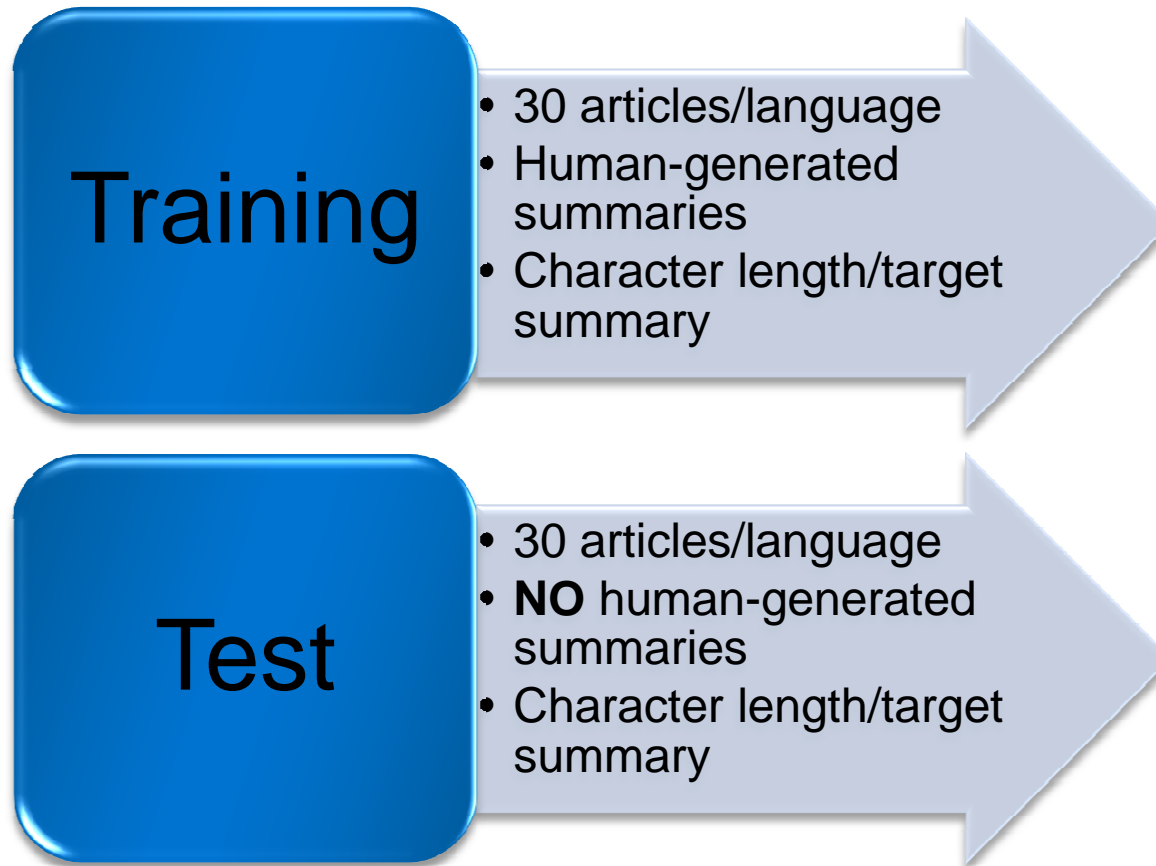 Training
• 30 articles/language
• Human-generated
summaries
• Character length/target
summary
Test
• 30 articles/language
• NO human-generated
summaries
• Character length/target
summary